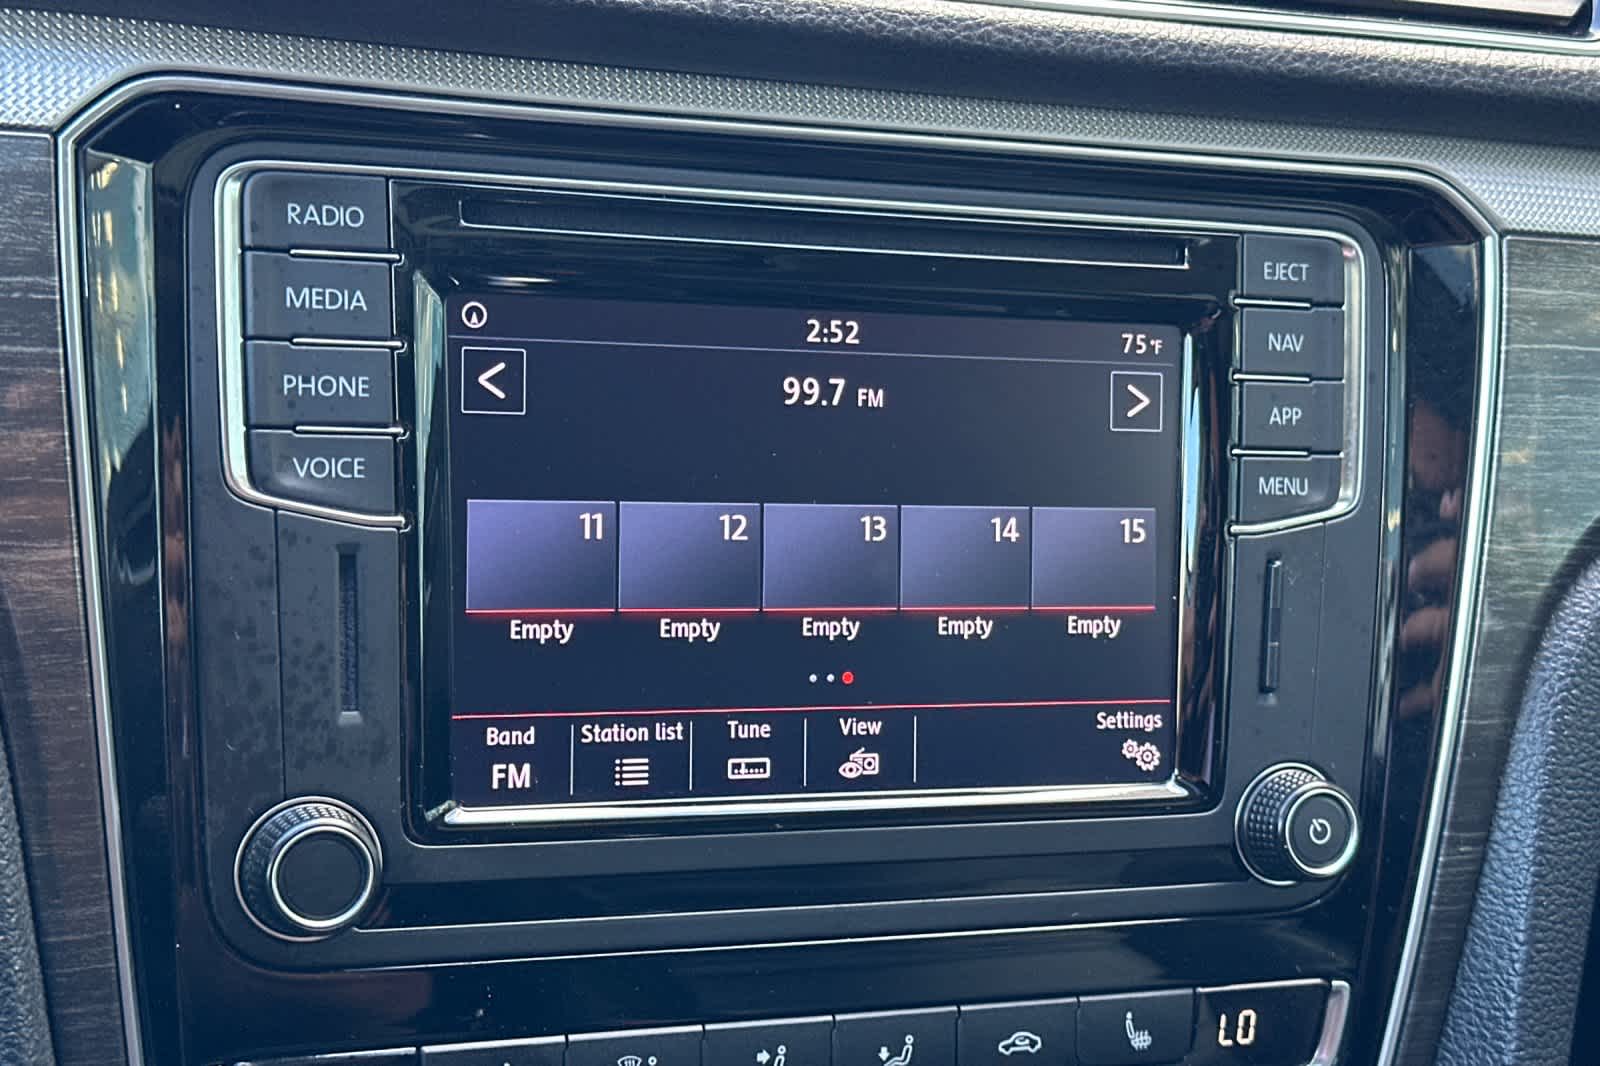 RADIO
MEDIA
PHONE
VOICE
EJECT
NAV
APP
MENU
2:52
75°F
99.7 FM
11 12 13 14 15
Empty Empty Empty Empty Empty
Band Station list Tune View Settings
FM
LO